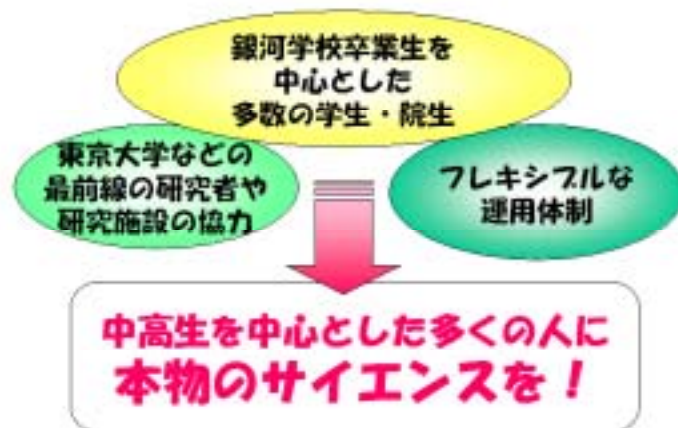 銀河学校卒業生を
中心とした
多数の学生・院生
東京大学などの
最前線の研究者や
研究施設の協力
フレキシブルな
運用体制
中高生を中心とした多くの人に
本物のサイエンスを！